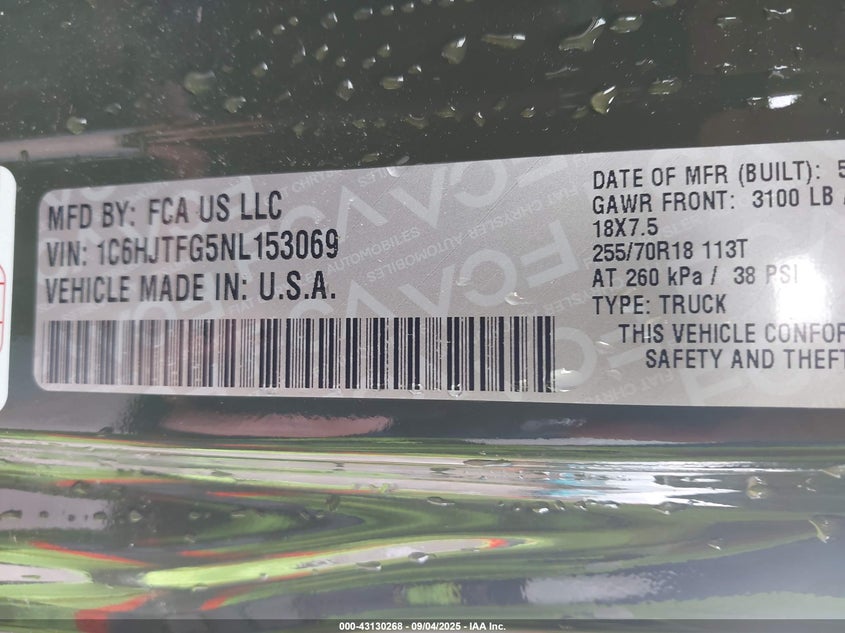 MFD BY: FCA US LLC
VIN: 1C6HJTFG5NL153069
VEHICLE MADE IN: U.S.A.
DATE OF MFR (BUILT): 5
GAWR FRONT: 3100 LB
18X7.5
255/70R18 113T
AT 260 kPa / 38 PSI
TYPE: TRUCK
THIS VEHICLE CONFOR
SAFETY AND THEFT
000-43130268 - 09/04/2025 - IAA Inc.